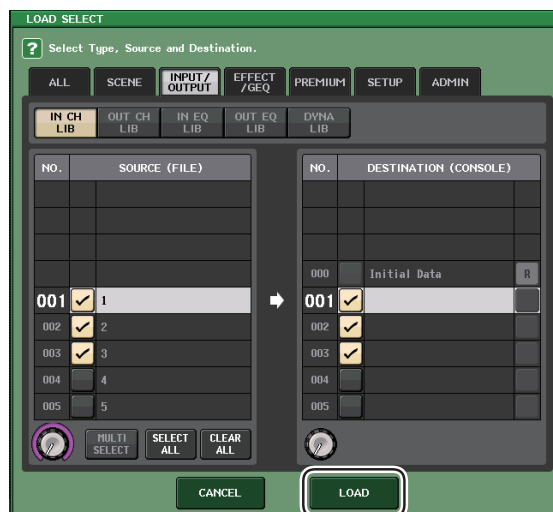 LOAD SELECT
? Select Type, Source and Destination.
ALL SCENE INPUT/ OUTPUT EFFECT /GEQ PREMIUM SETUP ADMIN
IN CH LIB OUT CH LIB IN EQ LIB OUT EQ LIB DYNA LIB
NO. SOURCE (FILE) NO. DESTINATION (CONSOLE)
000 Initial Data R
001 1 001
002 2 002
003 3 003
004 4 004
005 5 005
MULTI SELECT SELECT ALL CLEAR ALL
CANCEL LOAD